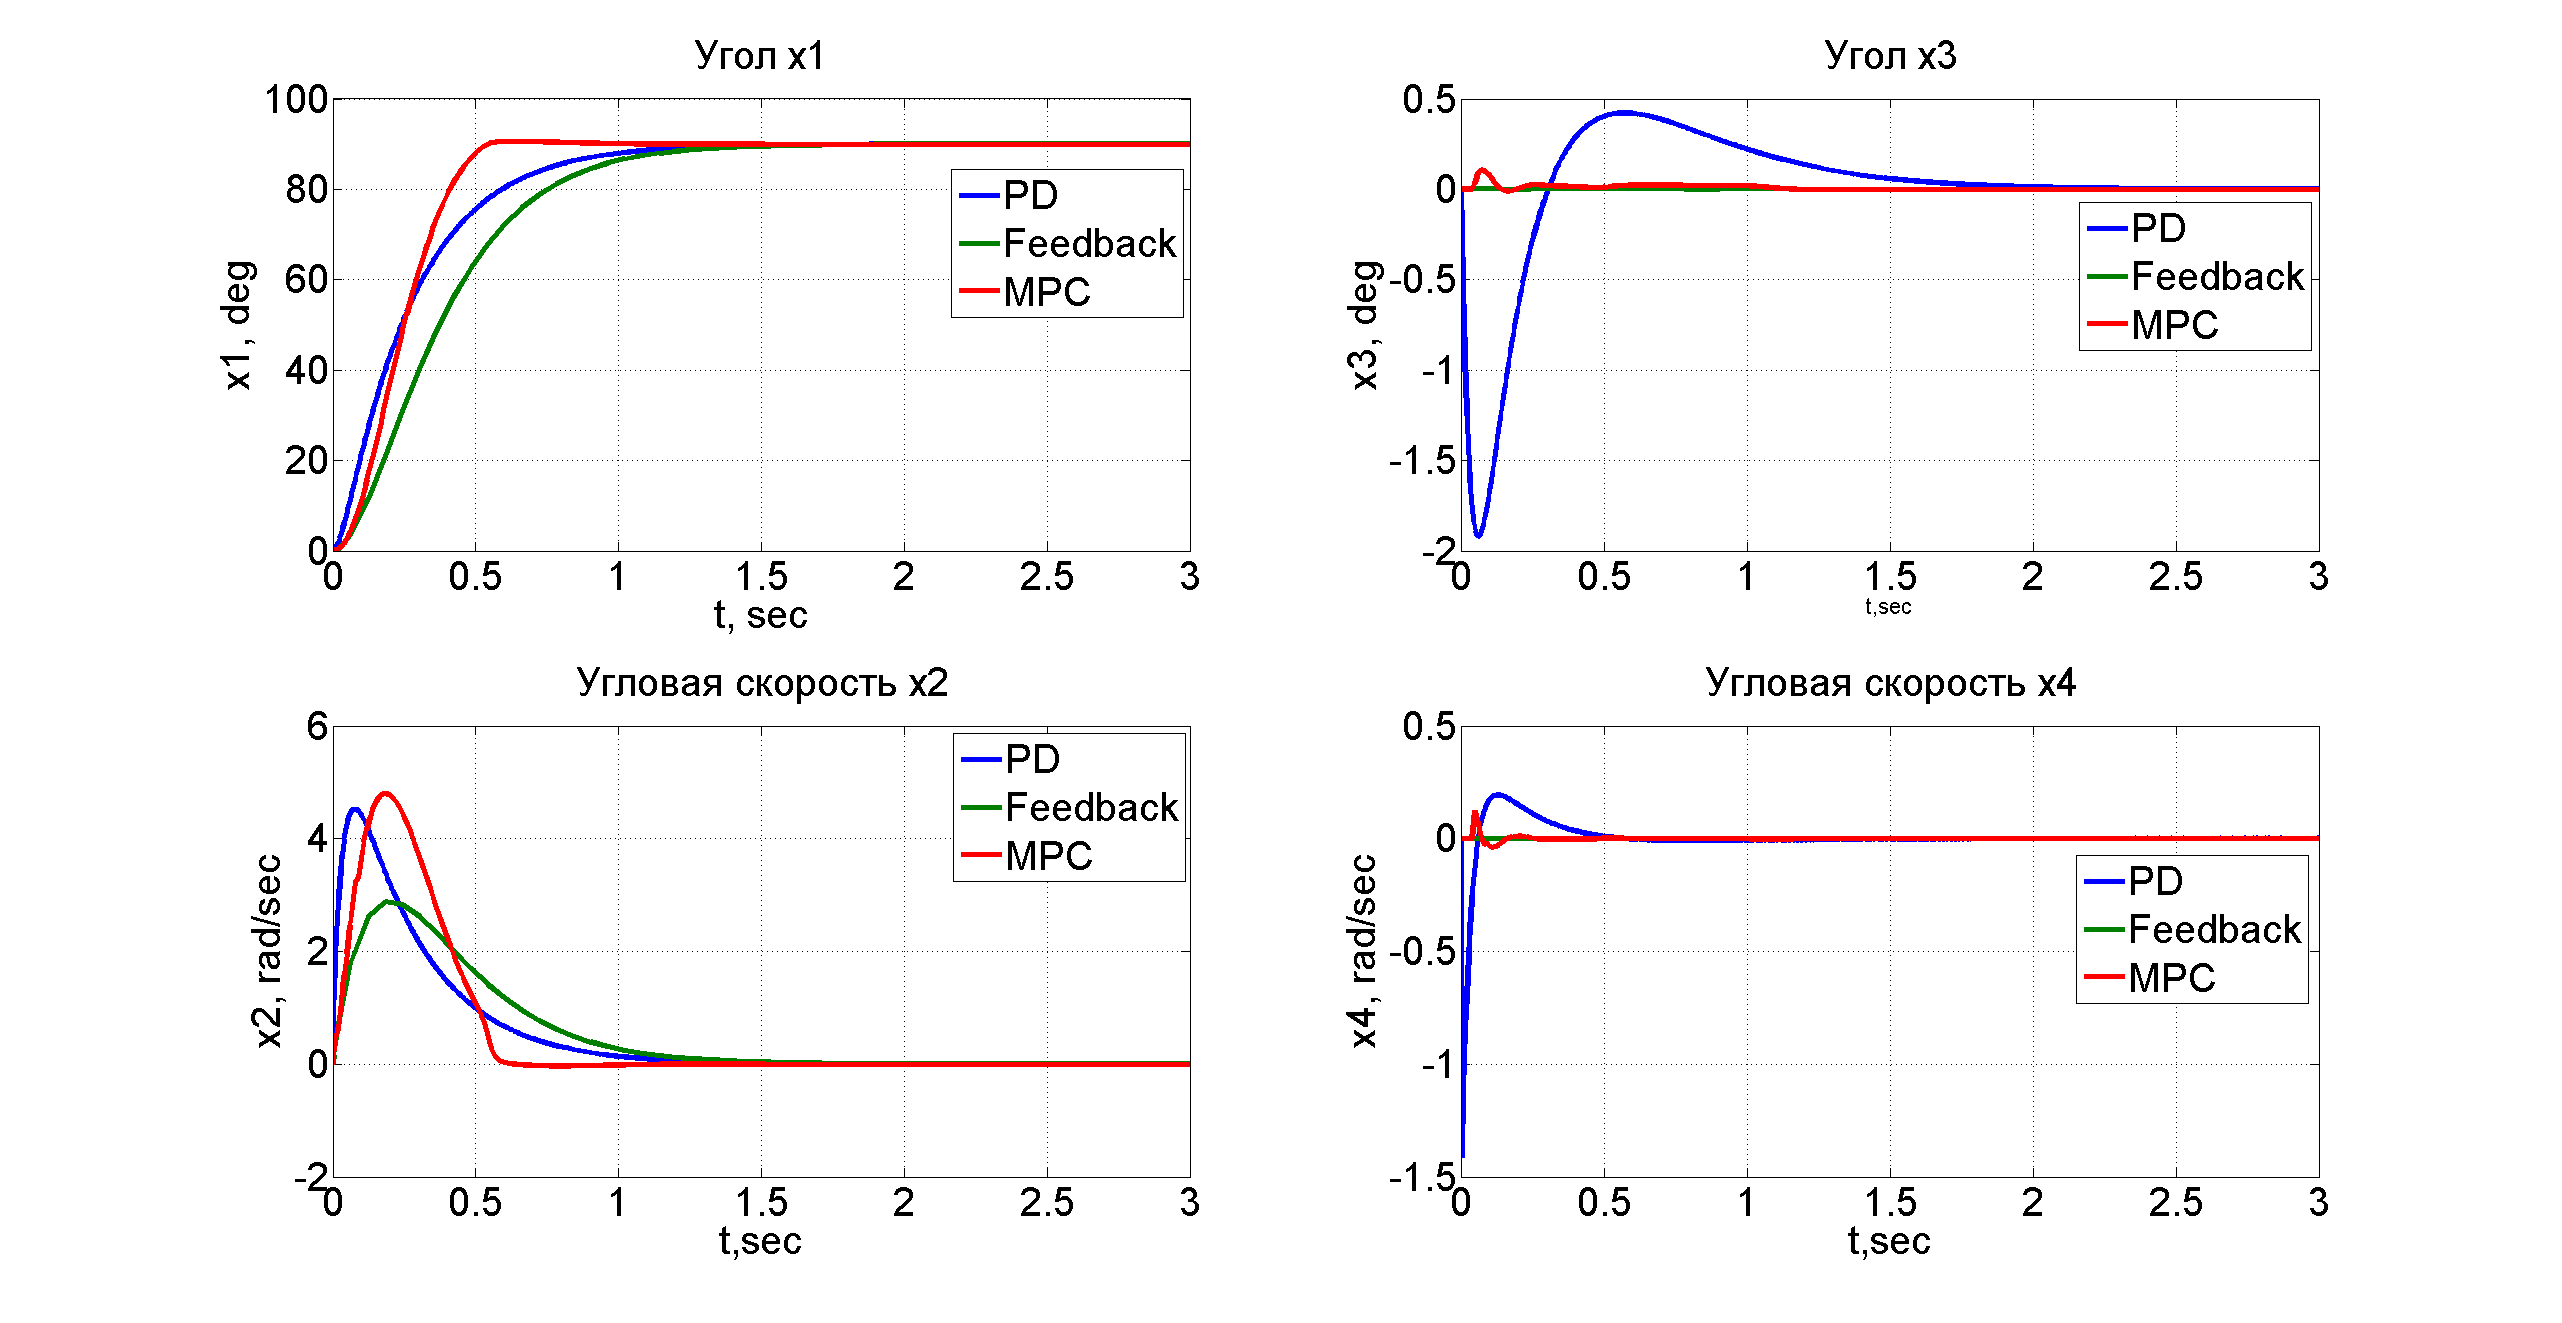 Угол x1
100
80
60
40
20
0
x1, deg
PD
Feedback
MPC
0 0.5 1 1.5 2 2.5 3
t, sec
Угол x3
0.5
0
-0.5
-1
-1.5
-2
x3, deg
PD
Feedback
MPC
0 0.5 1 1.5 2 2.5 3
t,sec
Угловая скорость x2
6
4
2
0
-2
x2, rad/sec
PD
Feedback
MPC
0 0.5 1 1.5 2 2.5 3
t,sec
Угловая скорость x4
0.5
0
-0.5
-1
-1.5
x4, rad/sec
PD
Feedback
MPC
0 0.5 1 1.5 2 2.5 3
t,sec